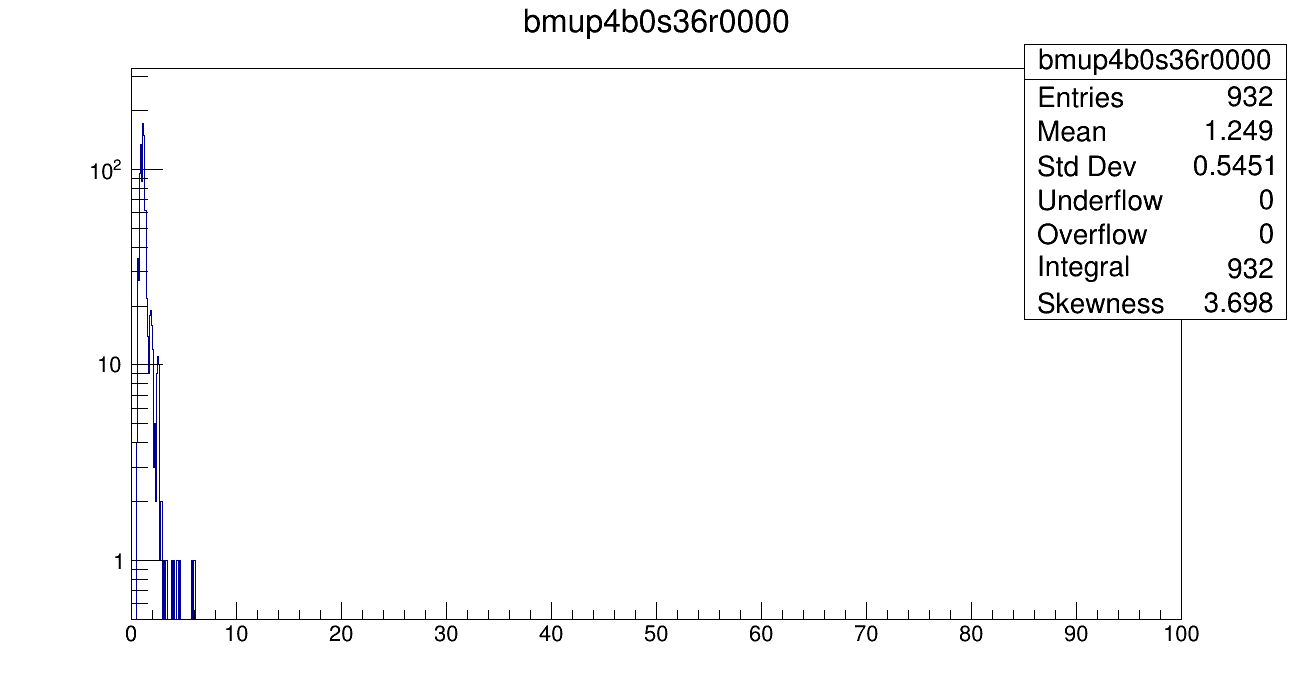 bmup4b0s36r0000
bmup4b0s36r0000
Entries 932
Mean 1.249
Std Dev 0.5451
Underflow 0
Overflow 0
Integral 932
Skewness 3.698
10²
10
1
0 10 20 30 40 50 60 70 80 90 100